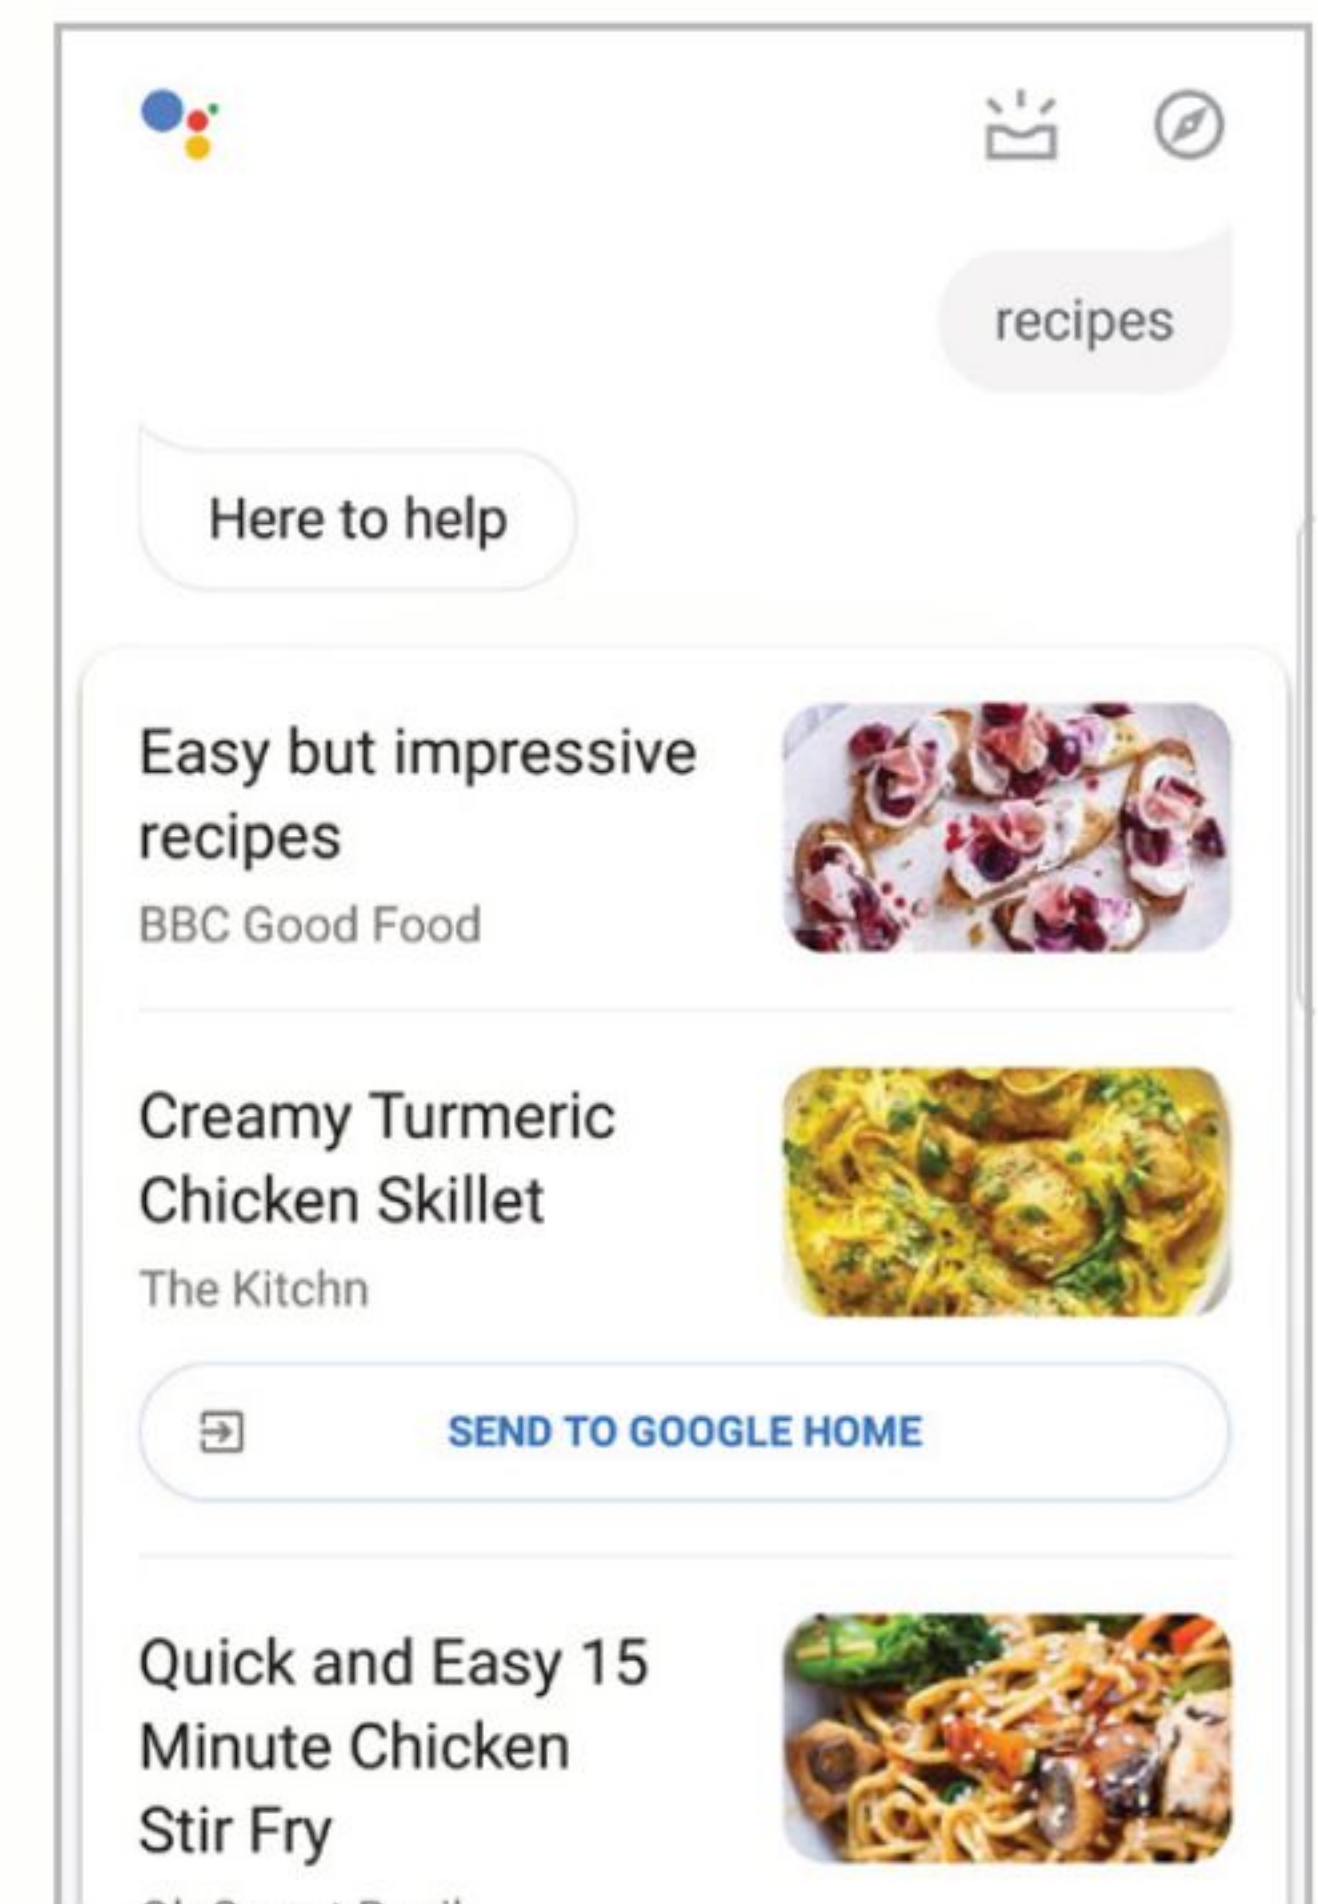 recipes
Here to help
Easy but impressive
recipes
BBC Good Food
Creamy Turmeric
Chicken Skillet
The Kitchn
SEND TO GOOGLE HOME
Quick and Easy 15
Minute Chicken
Stir Fry